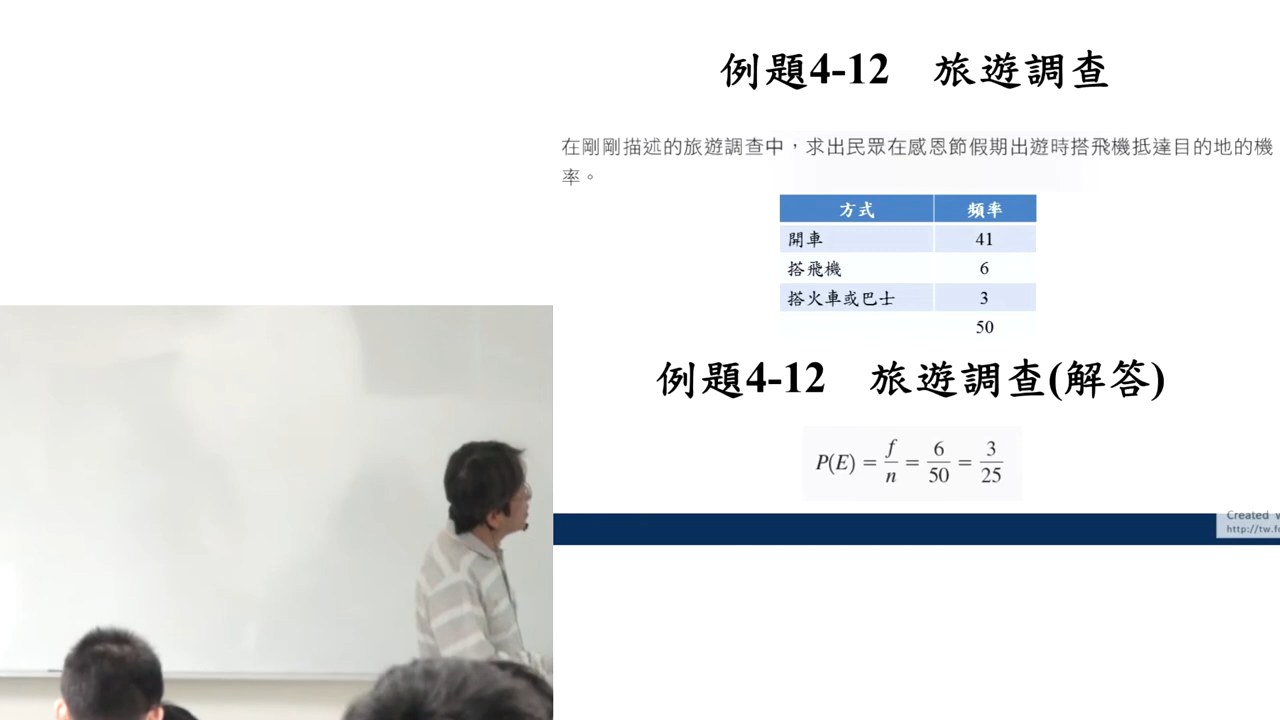 例題4-12 旅遊調查
在剛剛描述的旅遊調查中,求出民眾在感恩節假期出遊時搭飛機抵達目的地的機
率。
方式 頻率
開車 41
搭飛機 6
搭火車或巴士 3
50
例題4-12 旅遊調查(解答)
P(E) = f/n = 6/50 = 3/25
Created
http://tw.f